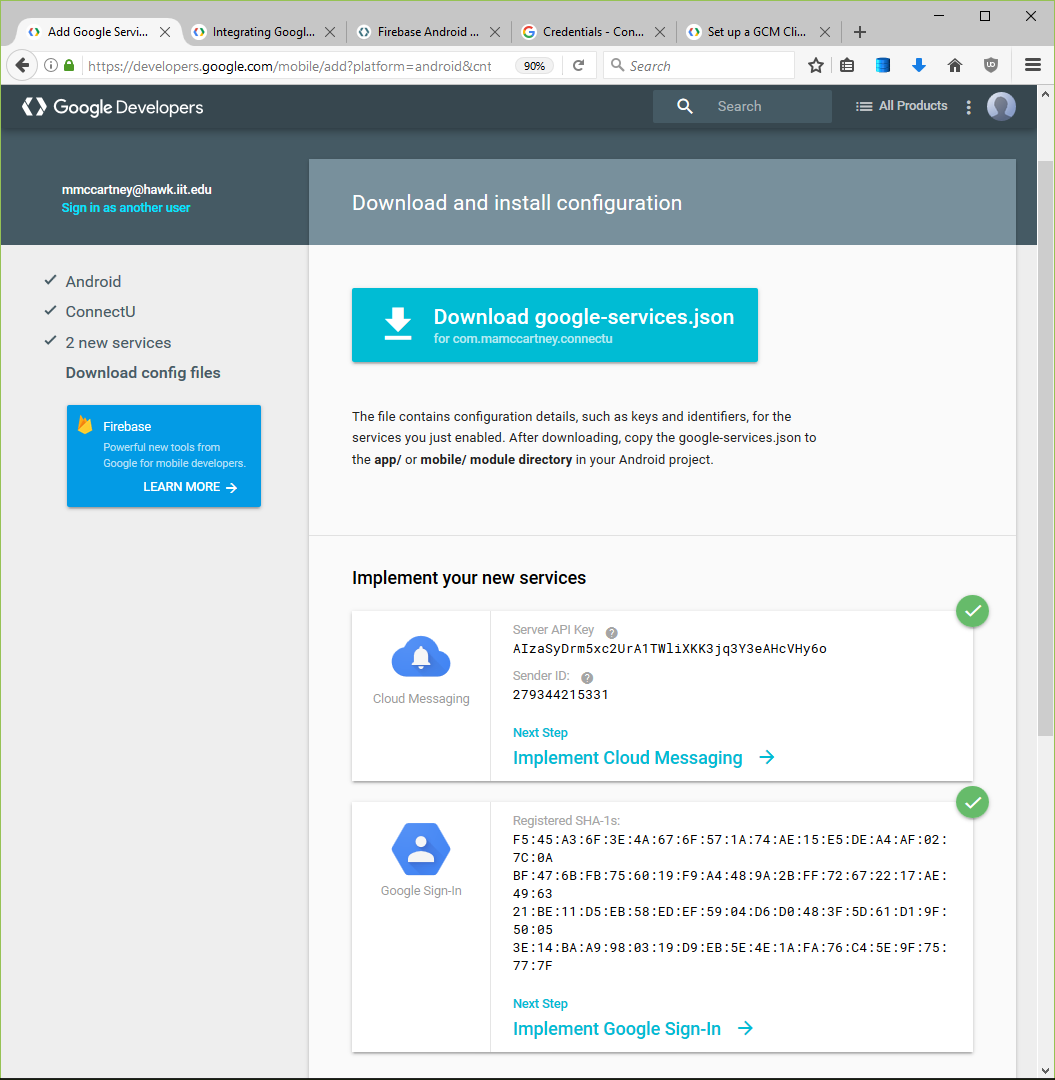 Add Google Servi...
Integrating Googl...
Firebase Android ...
Credentials - Con...
Set up a GCM Cli...
https://developers.google.com/mobile/add?platform=android&cnt
90%
Search
Google Developers
Search
All Products
mmccartney@hawk.iit.edu
Sign in as another user
Download and install configuration
Android
ConnectU
2 new services
Download config files
Firebase
Powerful new tools from
Google for mobile developers.
LEARN MORE
Download google-services.json
for com.mamccartney.connectu
The file contains configuration details, such as keys and identifiers, for the
services you just enabled. After downloading, copy the google-services.json to
the app/ or mobile/ module directory in your Android project.
Implement your new services
Cloud Messaging
Server API Key ?
AIzaSyDrm5xc2UrA1TWliXKK3jq3Y3eAHcVHy6o
Sender ID: ?
279344215331
Next Step
Implement Cloud Messaging
Google Sign-In
Registered SHA-1s:
F5:45:A3:6F:3E:4A:67:6F:57:1A:74:AE:15:E5:DE:A4:AF:02:
7C:0A
BF:47:6B:FB:75:60:19:F9:A4:48:9A:2B:FF:72:67:22:17:AE:
49:63
21:BE:11:D5:EB:58:ED:EF:59:04:D6:D0:48:3F:5D:61:D1:9F:
50:05
3E:14:BA:A9:98:03:19:D9:EB:5E:4E:1A:FA:76:C4:5E:9F:75:
77:7F
Next Step
Implement Google Sign-In